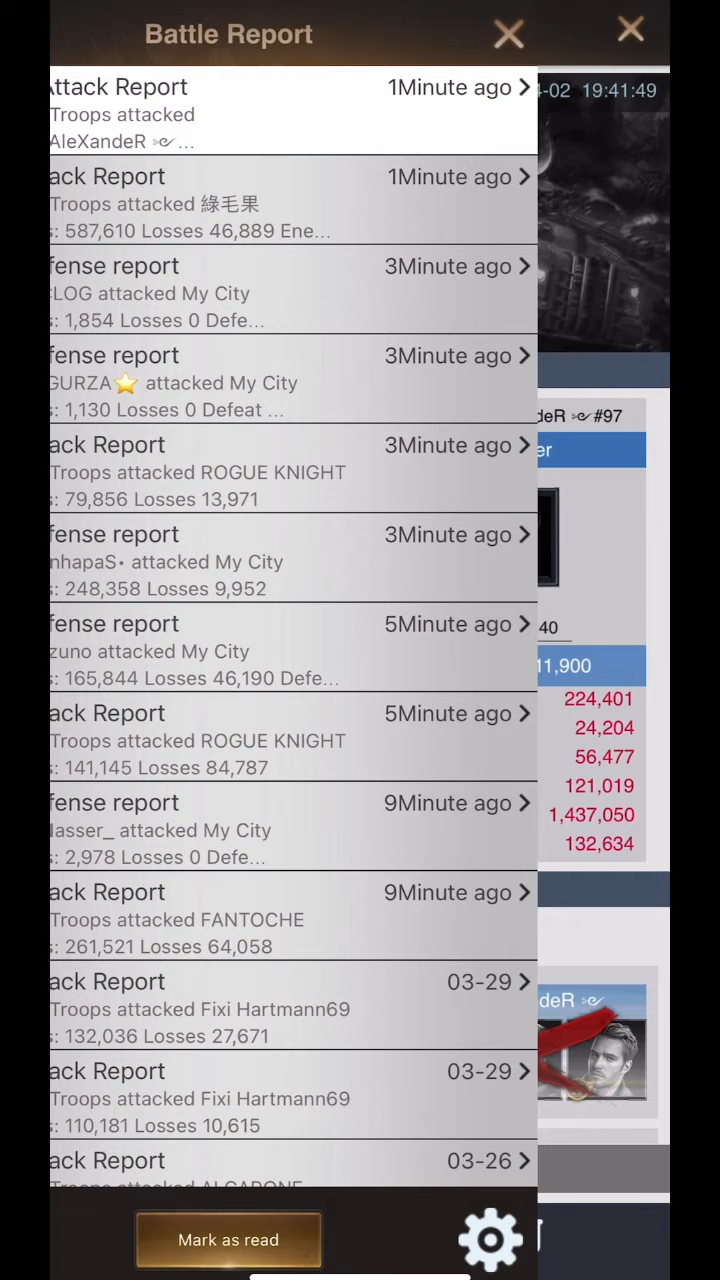 Battle Report
Attack Report 1Minute ago
Troops attacked
AleXandeR ...
ack Report 1Minute ago
Troops attacked 綠毛果
s: 587,610 Losses 46,889 Ene...
fense report 3Minute ago
LOG attacked My City
s: 1,854 Losses 0 Defe...
fense report 3Minute ago
GURZA⭐ attacked My City
s: 1,130 Losses 0 Defeat ...
ack Report 3Minute ago
Troops attacked ROGUE KNIGHT
s: 79,856 Losses 13,971
fense report 3Minute ago
nhapaS• attacked My City
s: 248,358 Losses 9,952
fense report 5Minute ago
zuno attacked My City
s: 165,844 Losses 46,190 Defe...
ack Report 5Minute ago
Troops attacked ROGUE KNIGHT
s: 141,145 Losses 84,787
fense report 9Minute ago
lasser_ attacked My City
s: 2,978 Losses 0 Defe...
ack Report 9Minute ago
Troops attacked FANTOCHE
s: 261,521 Losses 64,058
ack Report 03-29
Troops attacked Fixi Hartmann69
s: 132,036 Losses 27,671
ack Report 03-29
Troops attacked Fixi Hartmann69
s: 110,181 Losses 10,615
ack Report 03-26
Troops attacked ALCAPONE
Mark as read
4-02 19:41:49
deR #97
er
40
11,900
224,401
24,204
56,477
121,019
1,437,050
132,634
deR